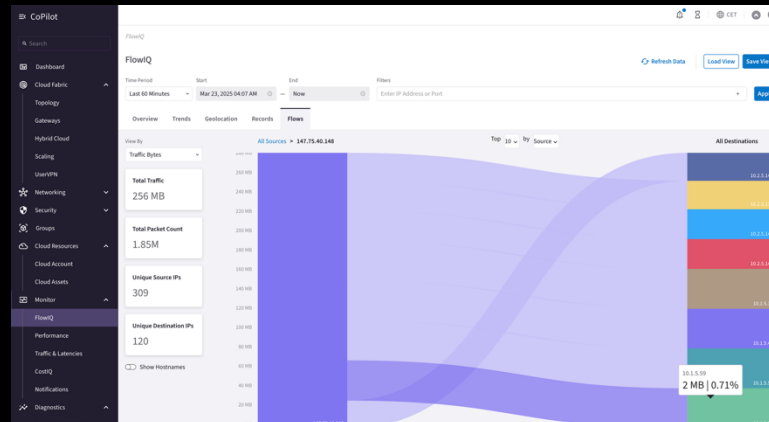 CoPilot
CET
Search
FlowIQ
FlowIQ
Refresh Data
Load View
Save Vie
Time Period
Start
End
Filters
Last 60 Minutes
Mar 23, 2025 04:07 AM
Now
Enter IP Address or Port
Appl
Overview
Trends
Geolocation
Records
Flows
View By
Traffic Bytes
All Sources > 147.75.40.148
Top 10 by Source
All Destinations
Total Traffic
256 MB
Total Packet Count
1.85M
Unique Source IPs
309
Unique Destination IPs
120
Show Hostnames
260 MB
240 MB
220 MB
200 MB
180 MB
160 MB
140 MB
120 MB
100 MB
80 MB
60 MB
40 MB
20 MB
10.1.5.59
2 MB | 0.71%
Dashboard
Cloud Fabric
Topology
Gateways
Hybrid Cloud
Scaling
UserVPN
Networking
Security
Groups
Cloud Resources
Cloud Account
Cloud Assets
Monitor
FlowIQ
Performance
Traffic & Latencies
CostIQ
Notifications
Diagnostics